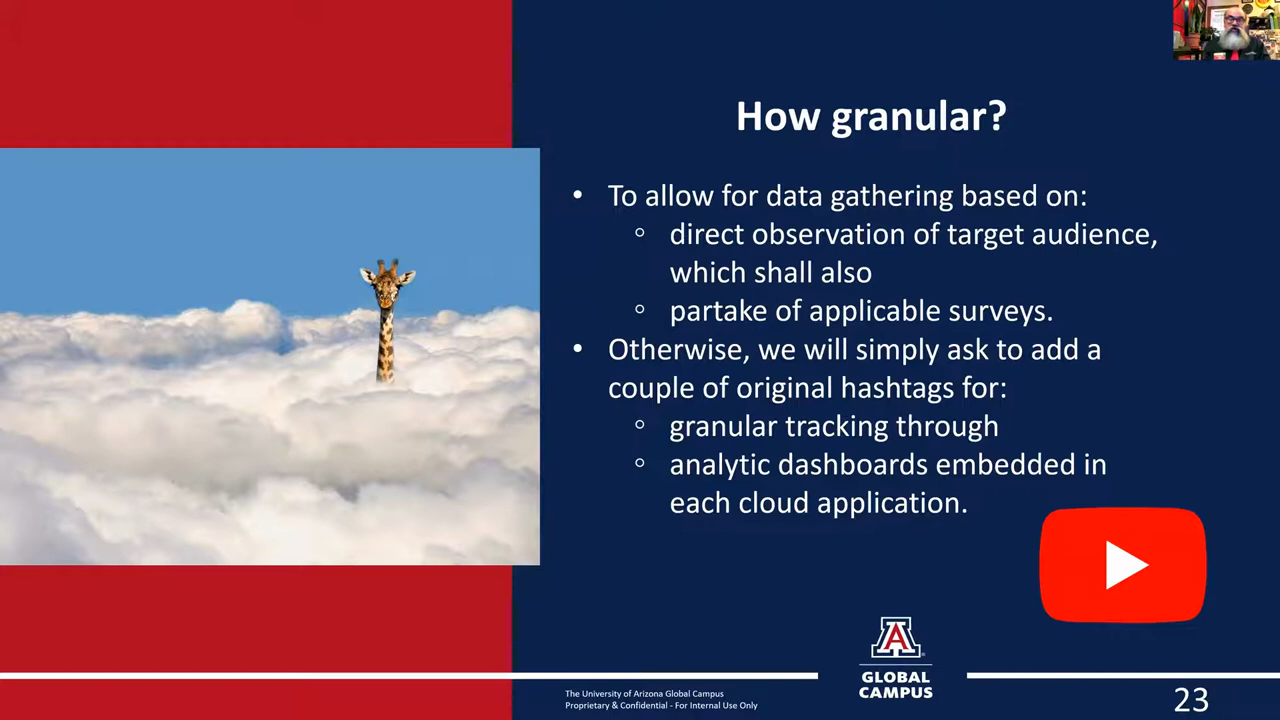 How granular?
• To allow for data gathering based on:
○ direct observation of target audience,
which shall also
○ partake of applicable surveys.
• Otherwise, we will simply ask to add a
couple of original hashtags for:
○ granular tracking through
○ analytic dashboards embedded in
each cloud application.
A
GLOBAL
CAMPUS
The University of Arizona Global Campus
Proprietary & Confidential - For Internal Use Only
23